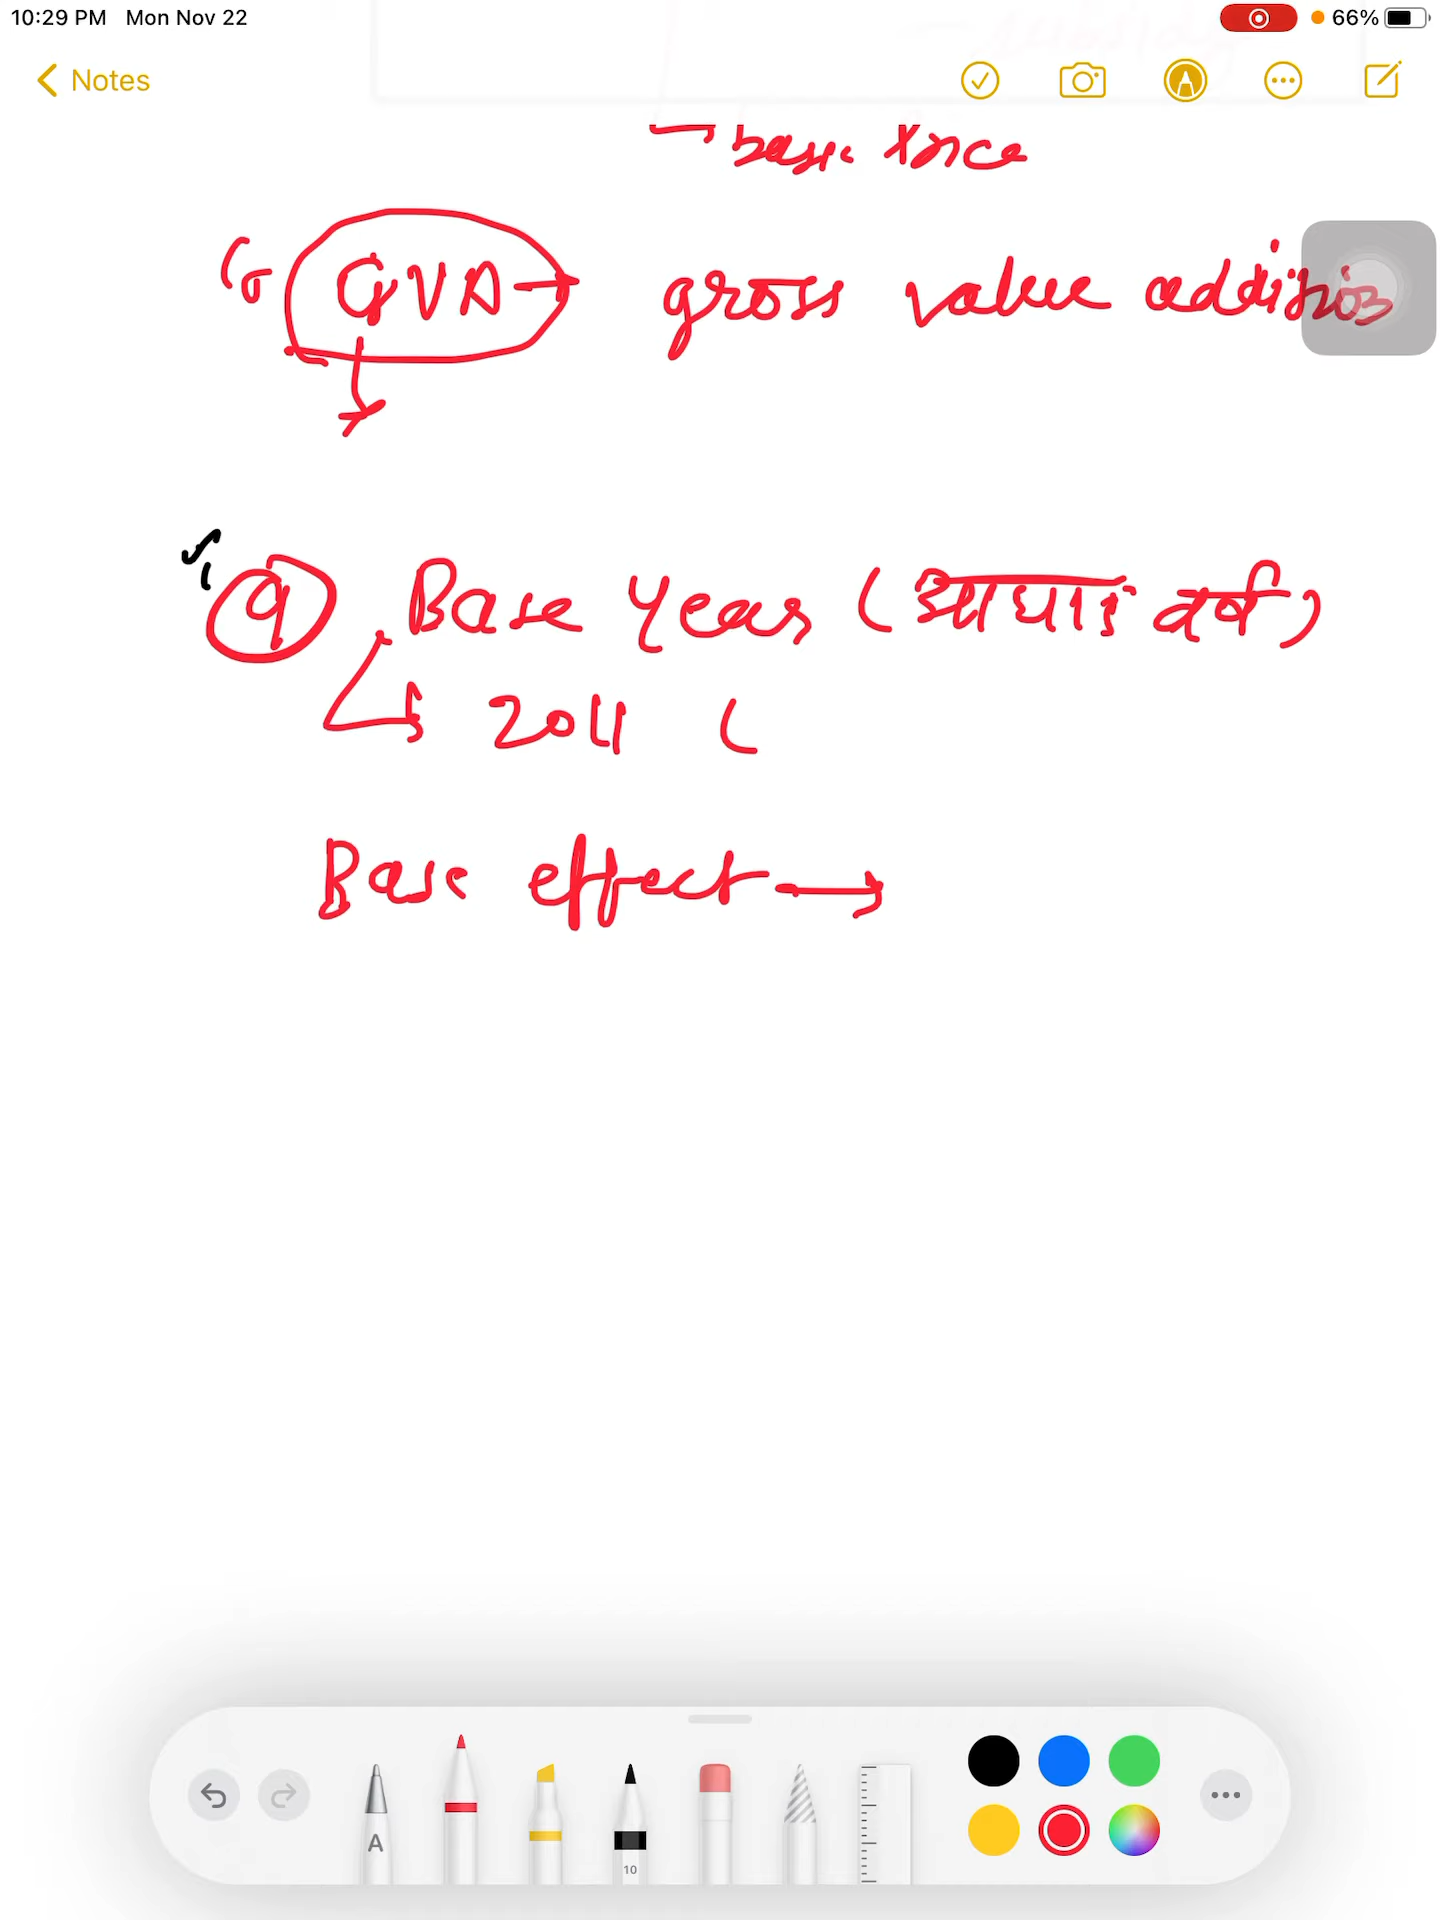 10:29 PM Mon Nov 22 66%
Notes
→ basic Price
GVA → gross value addition
9 Base Year (आधार वर्ष)
↳ 2011 (
Base effect →
A 10